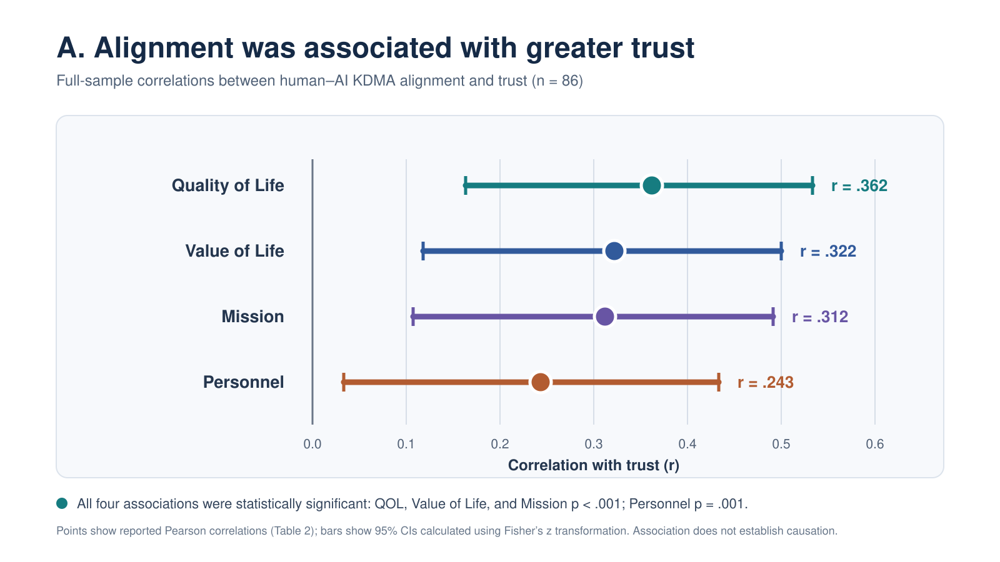 A. Alignment was associated with greater trust
Full-sample correlations between human–AI KDMA alignment and trust (n = 86)
Quality of Life
r = .362
Value of Life
r = .322
Mission
r = .312
Personnel
r = .243
0.0 0.1 0.2 0.3 0.4 0.5 0.6
Correlation with trust (r)
All four associations were statistically significant: QOL, Value of Life, and Mission p < .001; Personnel p = .001.
Points show reported Pearson correlations (Table 2); bars show 95% CIs calculated using Fisher’s z transformation. Association does not establish causation.